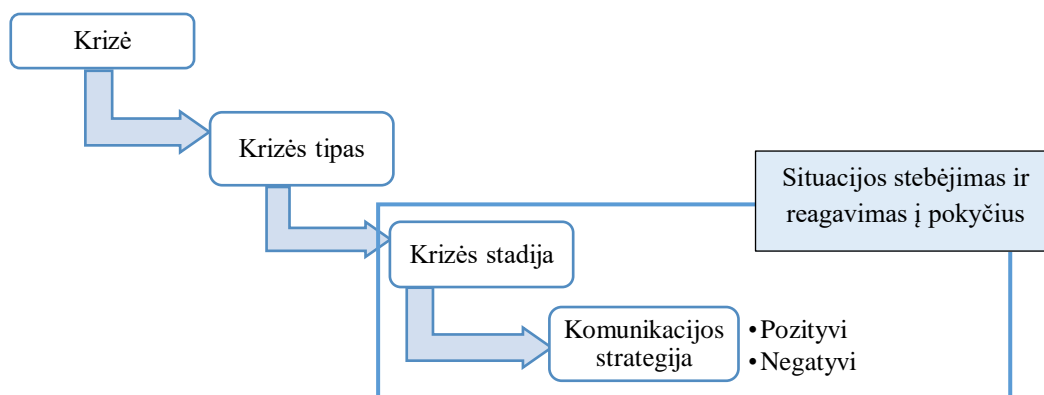 Krizė
Krizės tipas
Situacijos stebėjimas ir
reagavimas į pokyčius
Krizės stadija
Komunikacijos
strategija
•Pozityvi
•Negatyvi